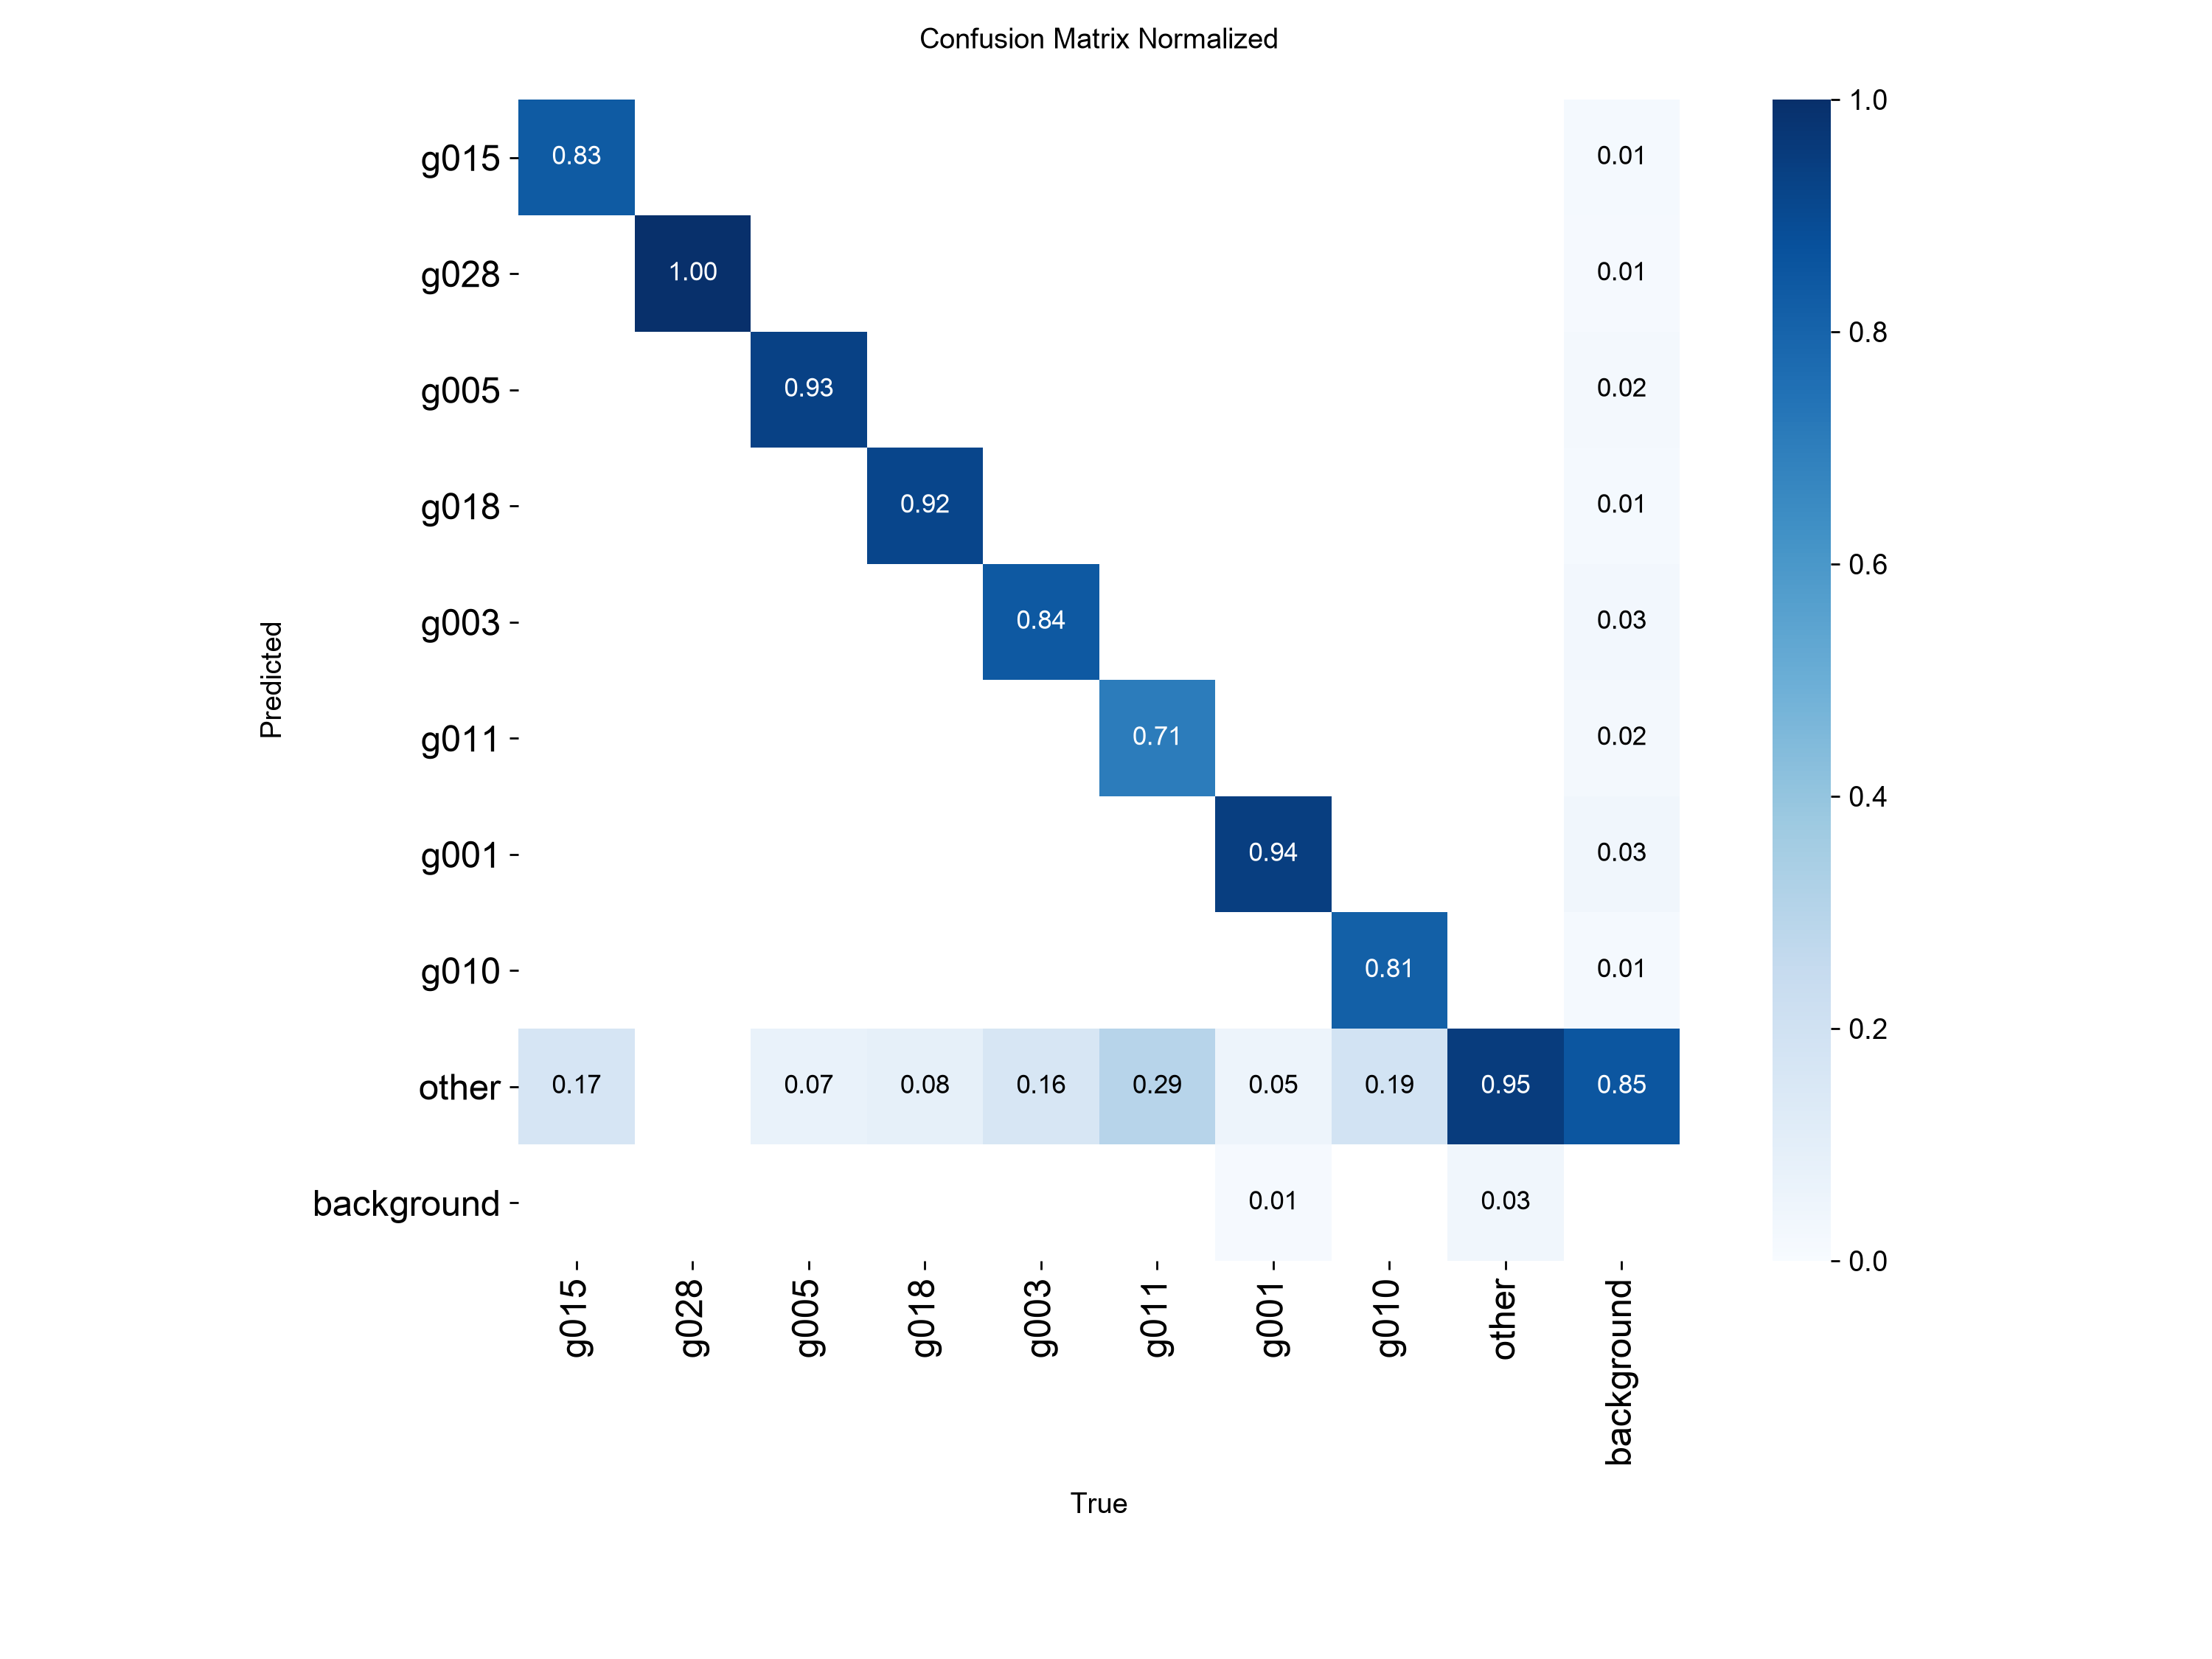 Confusion Matrix Normalized
g015 0.83 0.01
g028 1.00 0.01
g005 0.93 0.02
g018 0.92 0.01
g003 0.84 0.03
g011 0.71 0.02
g001 0.94 0.03
g010 0.81 0.01
other 0.17 0.07 0.08 0.16 0.29 0.05 0.19 0.95 0.85
background 0.01 0.03
g015 g028 g005 g018 g003 g011 g001 g010 other background
Predicted
True
1.0
0.8
0.6
0.4
0.2
0.0